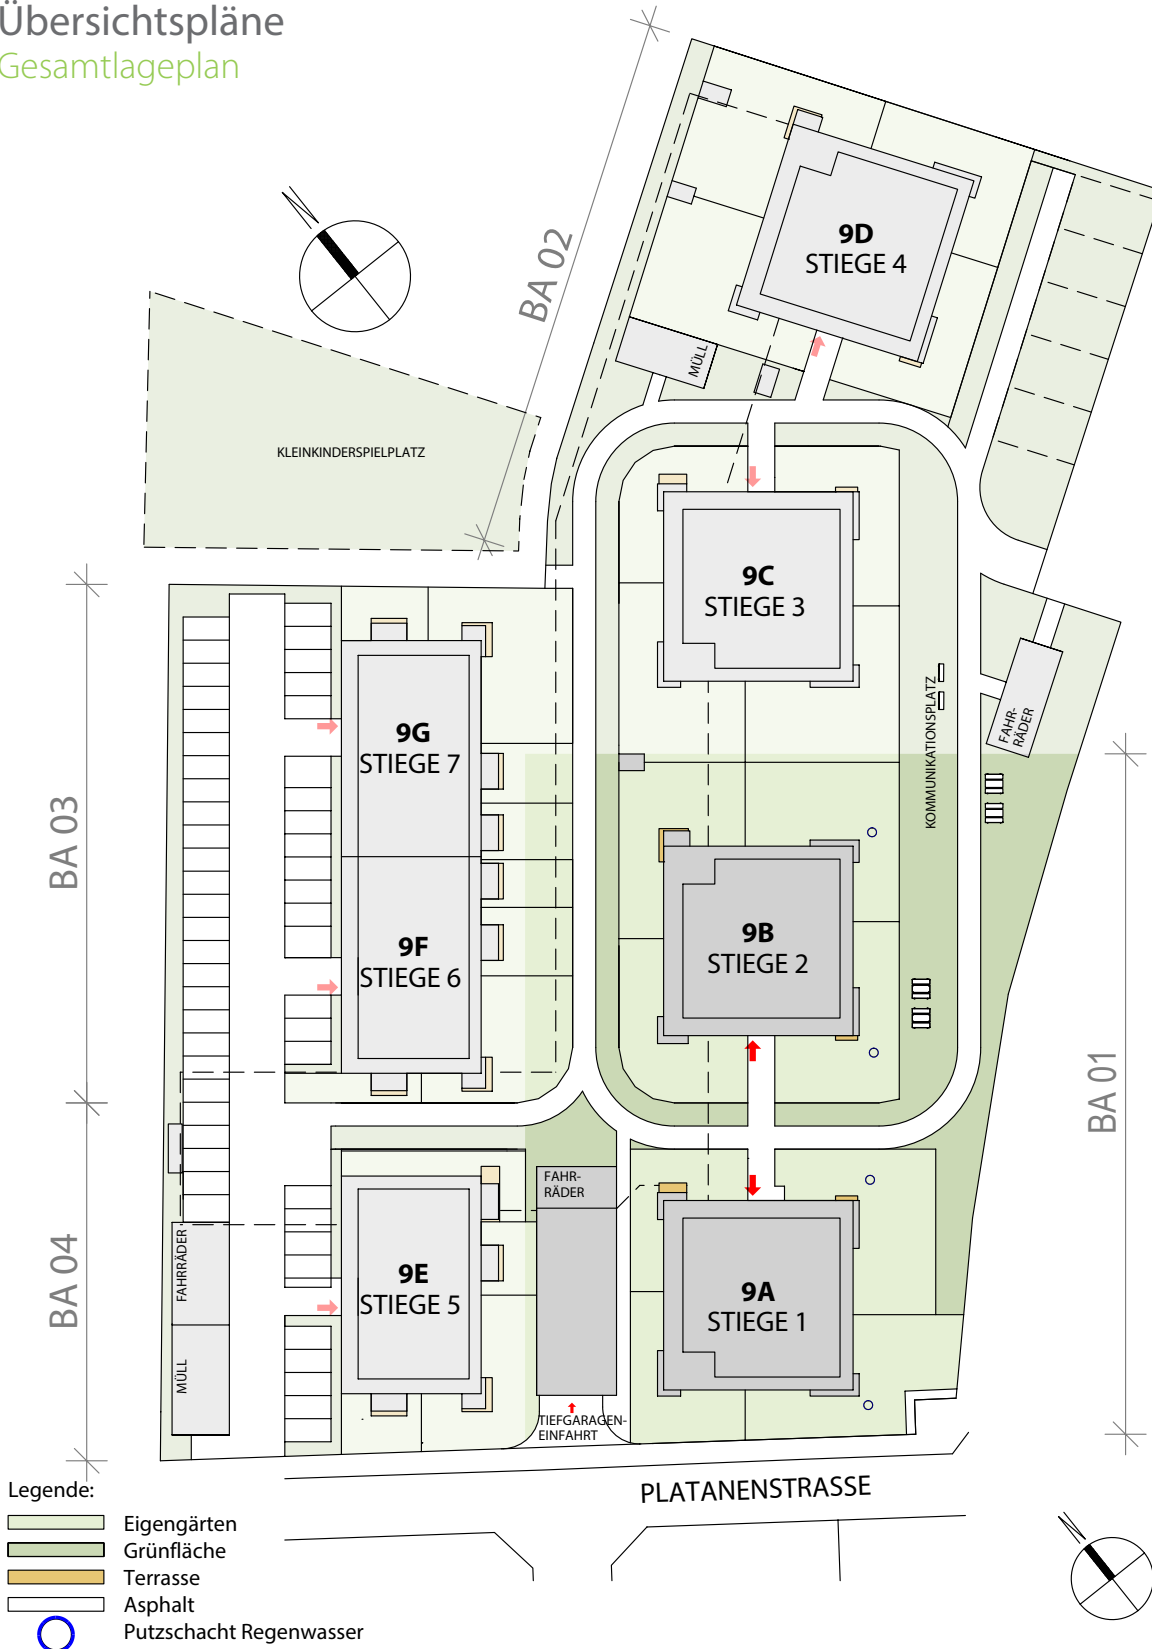 Übersichtspläne
Gesamtlageplan
BA 02
9D
STIEGE 4
MÜLL
KLEINKINDERSPIELPLATZ
9C
STIEGE 3
KOMMUNIKATIONSPLATZ
FAHR-
RÄDER
BA 03
9G
STIEGE 7
9F
STIEGE 6
9B
STIEGE 2
BA 01
BA 04
FAHRRÄDER
MÜLL
9E
STIEGE 5
FAHR-
RÄDER
9A
STIEGE 1
TIEFGARAGEN-
EINFAHRT
PLATANENSTRASSE
Legende:
Eigengärten
Grünfläche
Terrasse
Asphalt
Putzschacht Regenwasser